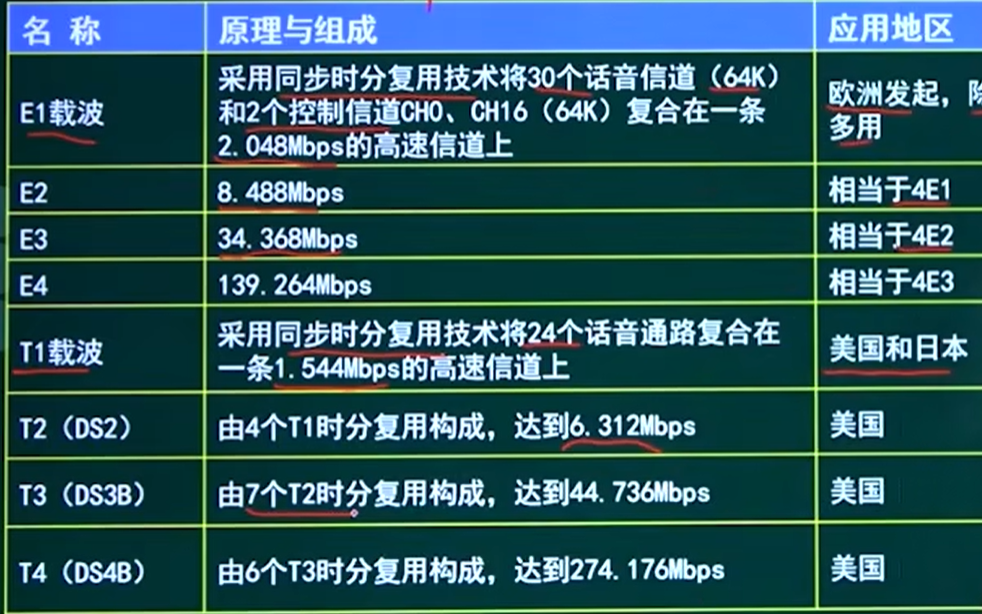 名 称
原理与组成
应用地区
E1载波
采用同步时分复用技术将30个话音信道（64K）
和2个控制信道CH0、CH16（64K）复合在一条
2.048Mbps的高速信道上
欧洲发起，除
多用
E2
8.488Mbps
相当于4E1
E3
34.368Mbps
相当于4E2
E4
139.264Mbps
相当于4E3
T1载波
采用同步时分复用技术将24个话音通路复合在
一条1.544Mbps的高速信道上
美国和日本
T2（DS2）
由4个T1时分复用构成，达到6.312Mbps
美国
T3（DS3B）
由7个T2时分复用构成，达到44.736Mbps
美国
T4（DS4B）
由6个T3时分复用构成，达到274.176Mbps
美国